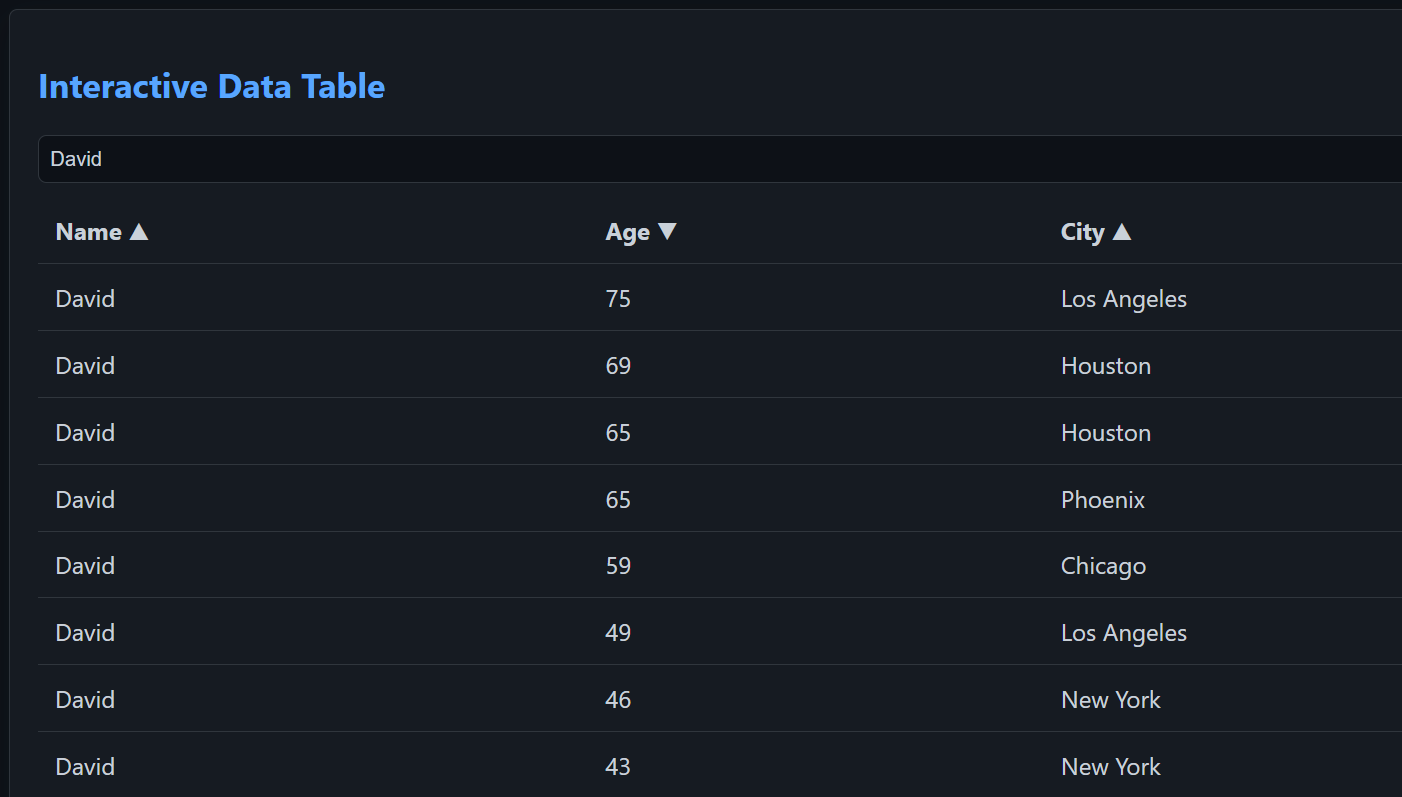 Interactive Data Table
David
Name ▲ Age ▼ City ▲
David 75 Los Angeles
David 69 Houston
David 65 Houston
David 65 Phoenix
David 59 Chicago
David 49 Los Angeles
David 46 New York
David 43 New York